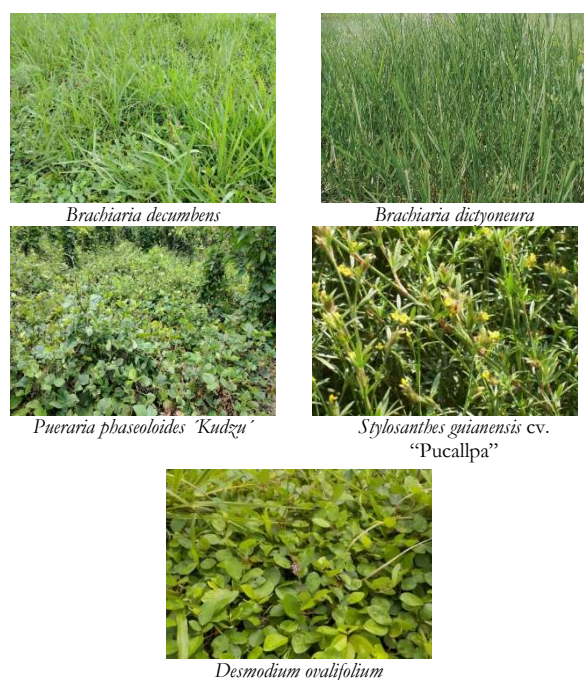 Brachiaria decumbens
Brachiaria dictyoneura
Pueraria phaseoloides ´Kudzu´
Stylosanthes guianensis cv.
“Pucallpa”
Desmodium ovalifolium